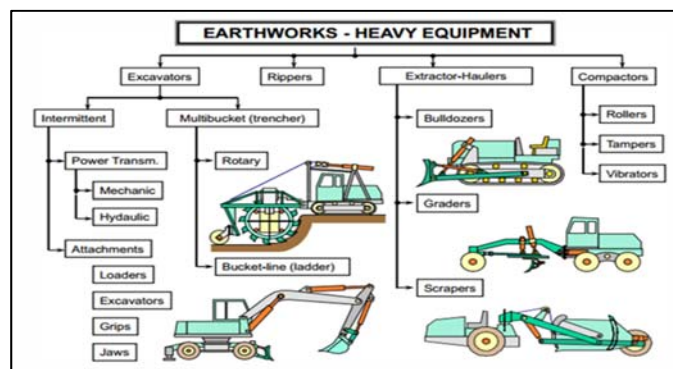 EARTHWORKS - HEAVY EQUIPMENT
Excavators
Rippers
Extractor-Haulers
Compactors
Intermittent
Multibucket (trencher)
Bulldozers
Rollers
Power Transm.
Rotary
Tampers
Mechanic
Vibrators
Hydaulic
Graders
Attachments
Bucket-line (ladder)
Loaders
Scrapers
Excavators
Grips
Jaws